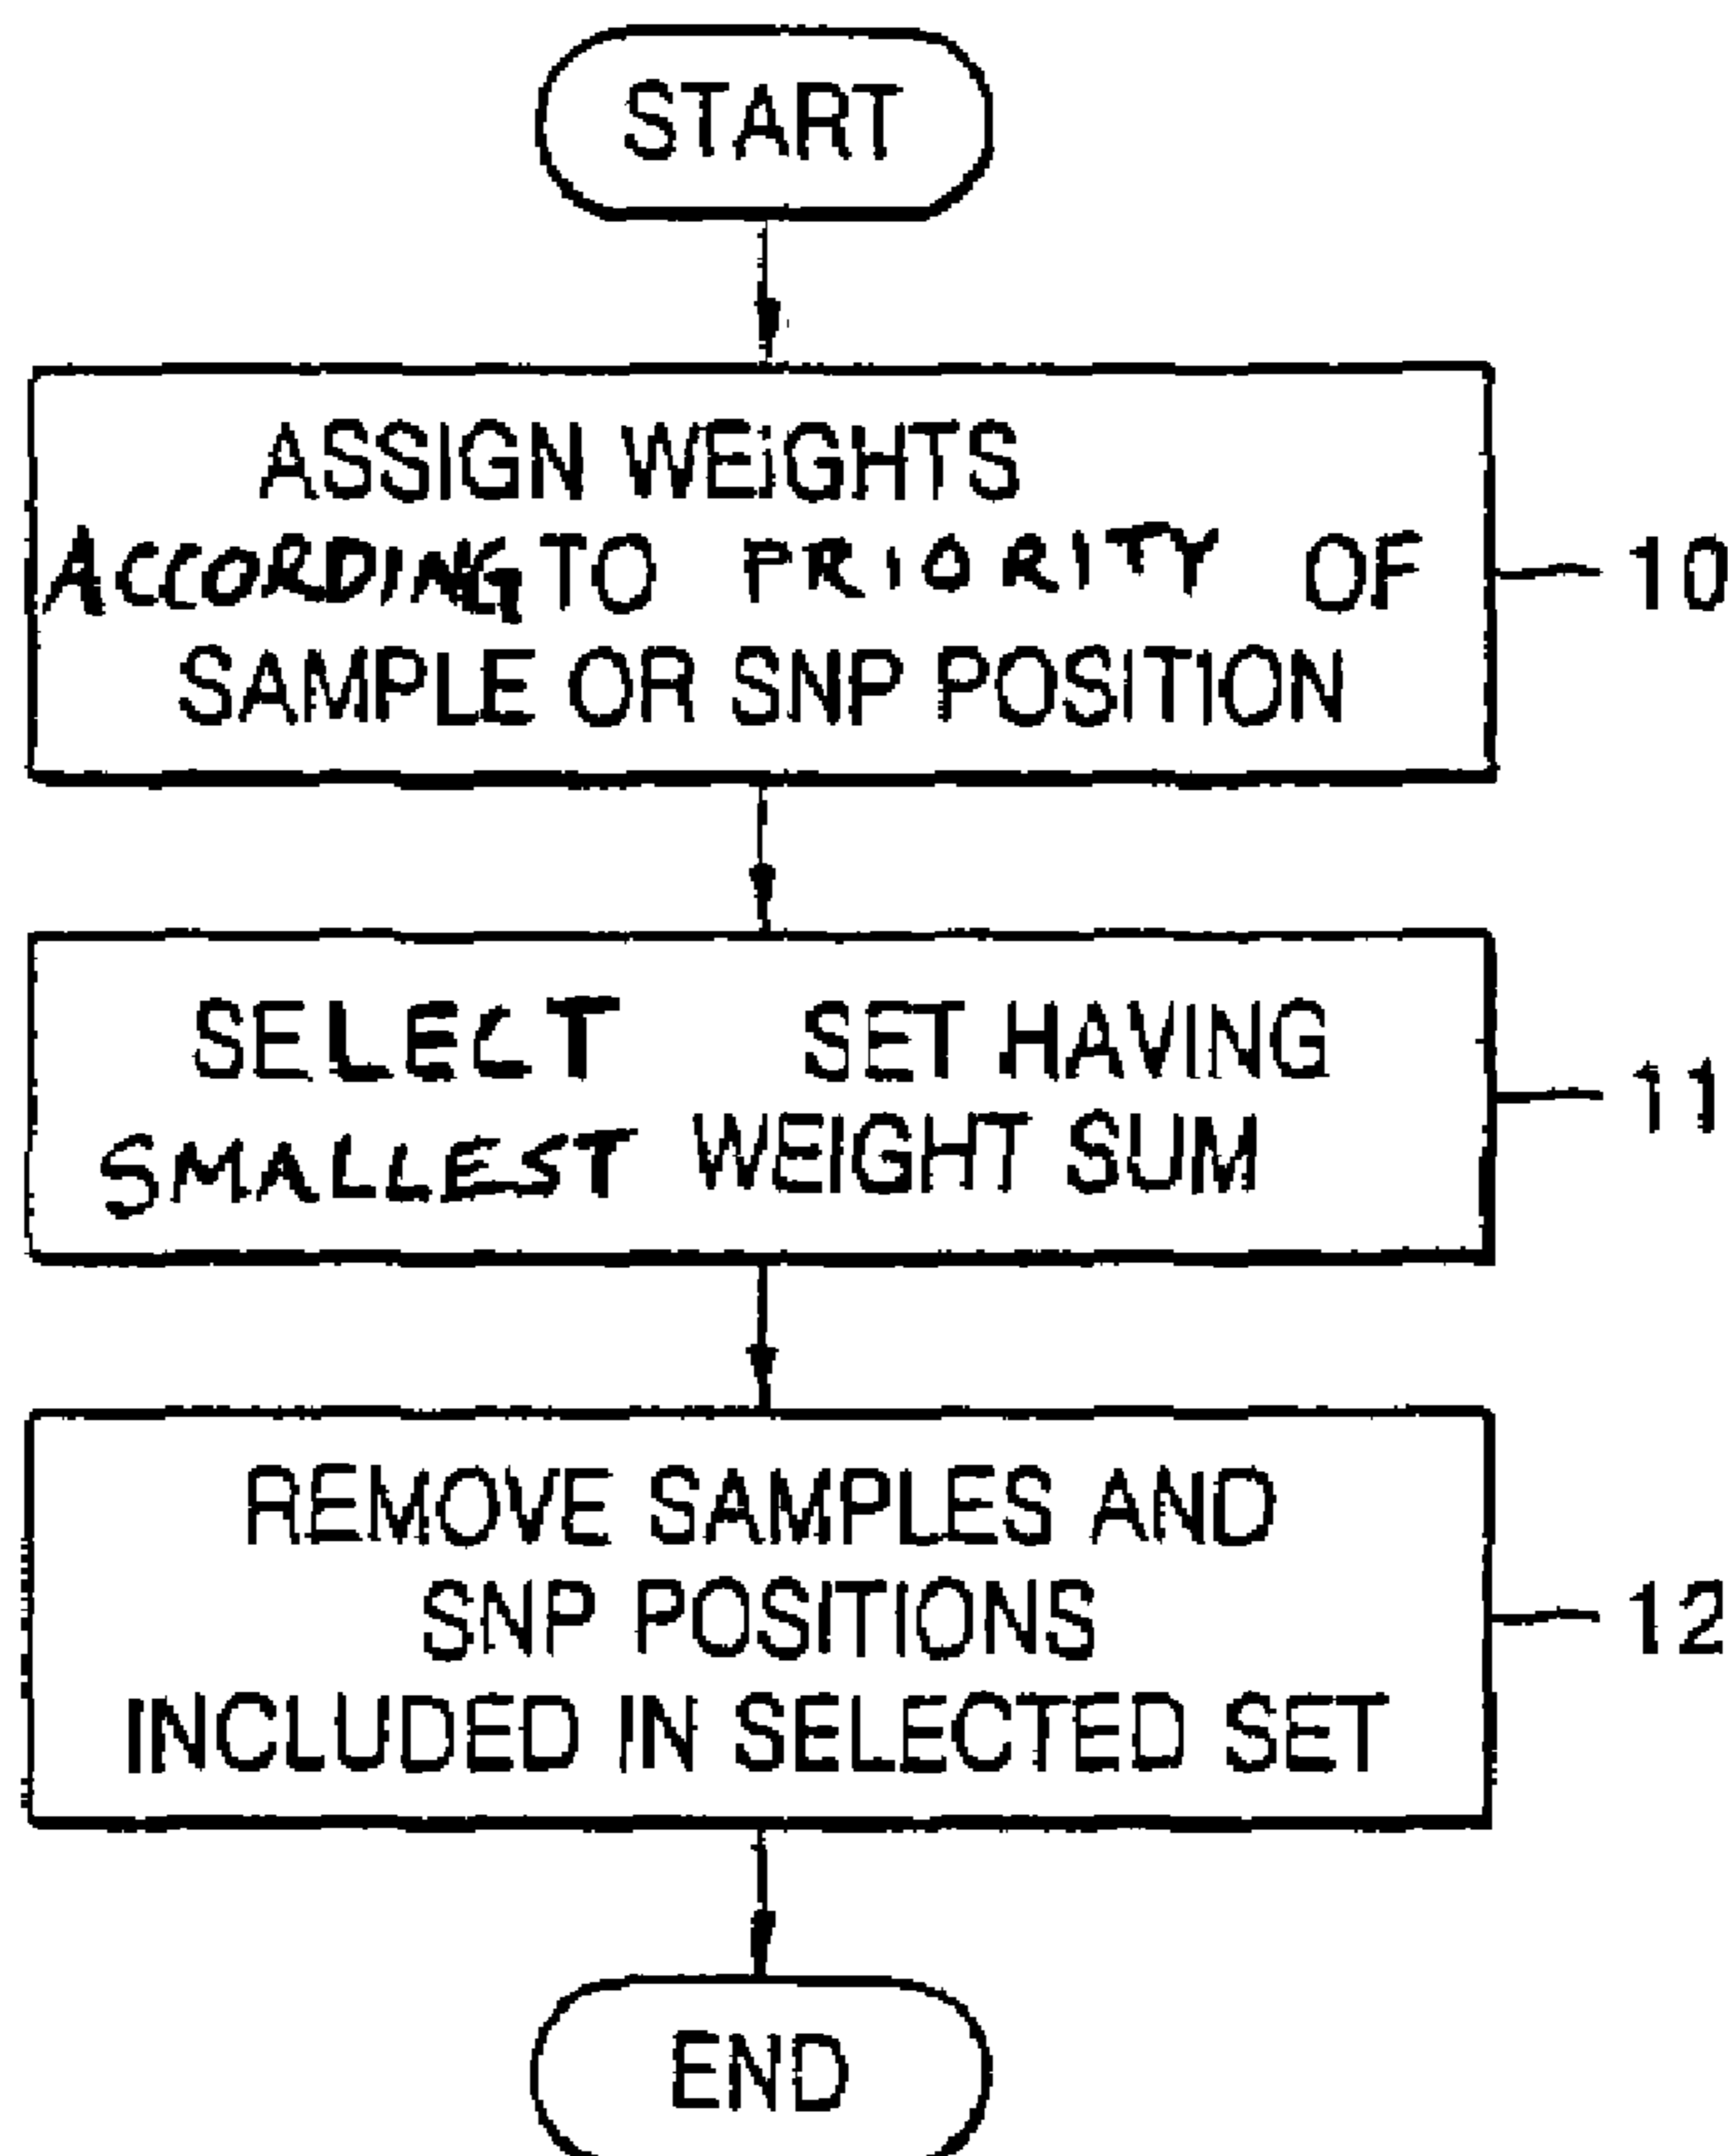 START
ASSIGN WEIGHTS
ACCORDING TO PRIORITY OF
SAMPLE OR SNP POSITION
10
SELECT SET HAVING
SMALLEST WEIGHT SUM
11
REMOVE SAMPLES AND
SNP POSITIONS
INCLUDED IN SELECTED SET
12
END